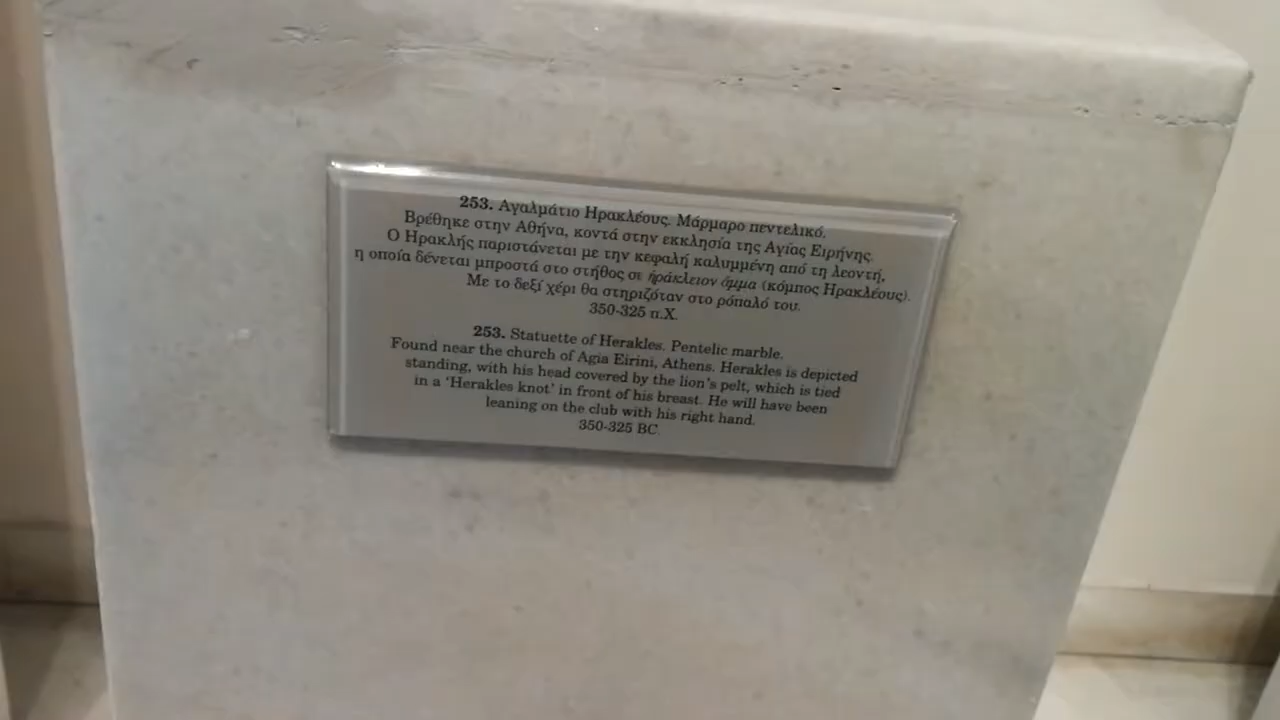 253. Αγαλμάτιο Ηρακλέους. Μάρμαρο πεντελικό.
Βρέθηκε στην Αθήνα, κοντά στην εκκλησία της Αγίας Ειρήνης.
Ο Ηρακλής παριστάνεται με την κεφαλή καλυμμένη από τη λεοντή,
η οποία δένεται μπροστά στο στήθος σε ἡράκλειον ἅμμα (κόμπος Ηρακλέους).
Με το δεξί χέρι θα στηριζόταν στο ρόπαλό του.
350-325 π.Χ.
253. Statuette of Herakles. Pentelic marble.
Found near the church of Agia Eirini, Athens. Herakles is depicted
standing, with his head covered by the lion's pelt, which is tied
in a ‘Herakles knot’ in front of his breast. He will have been
leaning on the club with his right hand.
350-325 BC.